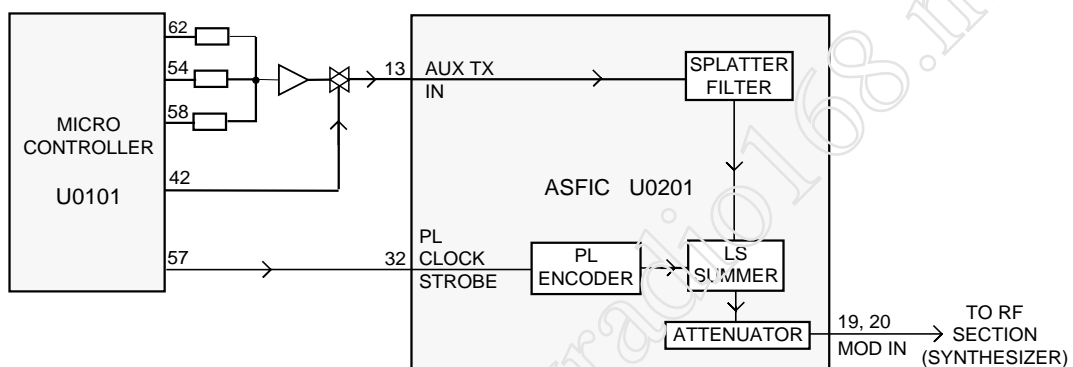 62
54
58
MICRO
CONTROLLER
U0101
42
57
13
AUX TX
IN
SPLATTER
FILTER
ASFIC U0201
32
PL
CLOCK
STROBE
PL
ENCODER
LS
SUMMER
ATTENUATOR
19, 20
MOD IN
TO RF
SECTION
(SYNTHESIZER)